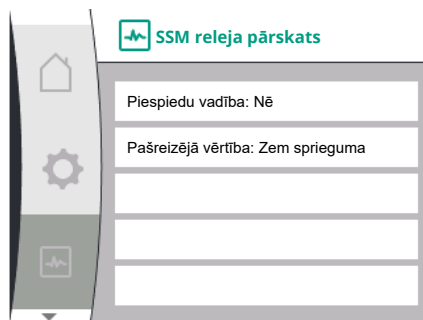 SSM releja pārskats
Piespiedu vadība: Nē
Pašreizējā vērtība: Zem sprieguma